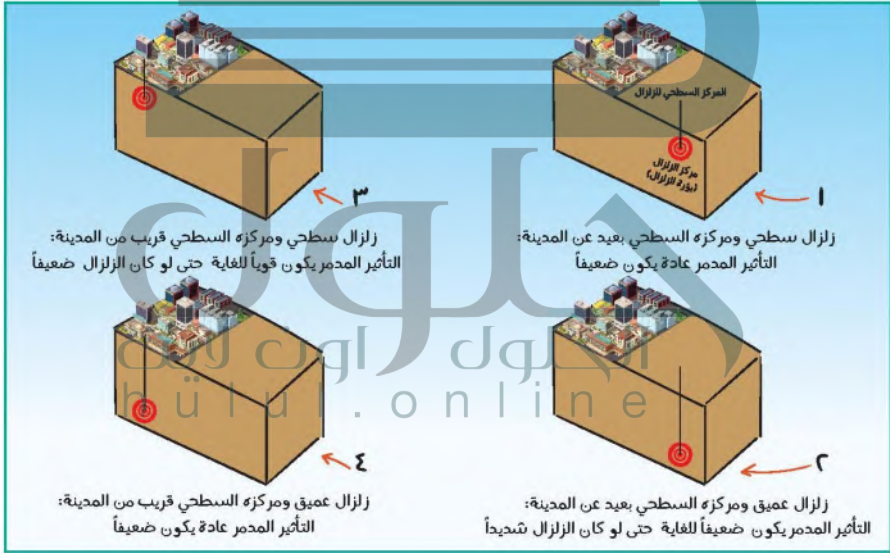 المركز السطحي للزلزال
مركز الزلزال
(بؤرة الزلزال)
١
زلزال سطحي ومركزه السطحي بعيد عن المدينة:
التأثير المدمر عادة يكون ضعيفاً
٢
زلزال عميق ومركزه السطحي بعيد عن المدينة:
التأثير المدمر يكون ضعيفاً للغاية حتى لو كان الزلزال شديداً
٣
زلزال سطحي ومركزه السطحي قريب من المدينة:
التأثير المدمر يكون قوياً للغاية حتى لو كان الزلزال ضعيفاً
٤
زلزال عميق ومركزه السطحي قريب من المدينة:
التأثير المدمر عادة يكون ضعيفاً
حلول
الحلول اون لاين
hulul.online